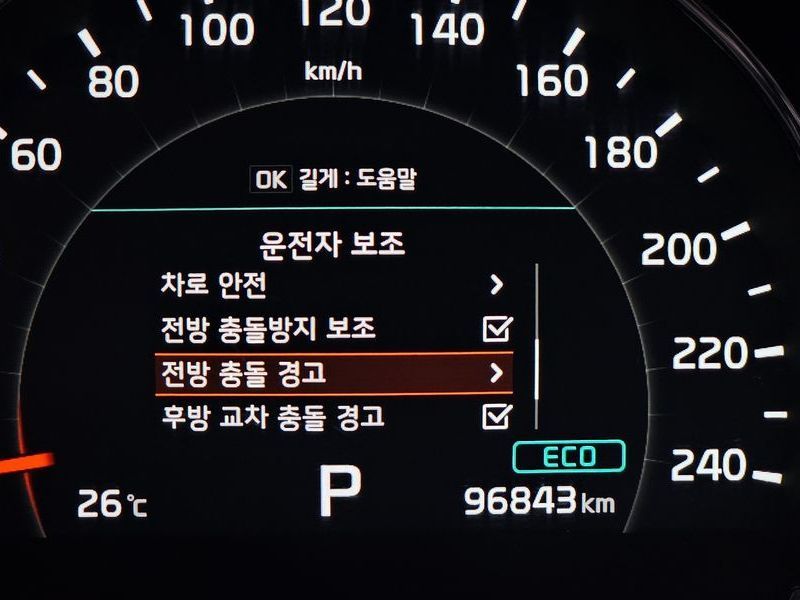 60
80
100
120
140
160
180
200
220
240
km/h
OK 길게 : 도움말
운전자 보조
차로 안전
전방 충돌방지 보조
전방 충돌 경고
후방 교차 충돌 경고
ECO
26℃
P
96843km